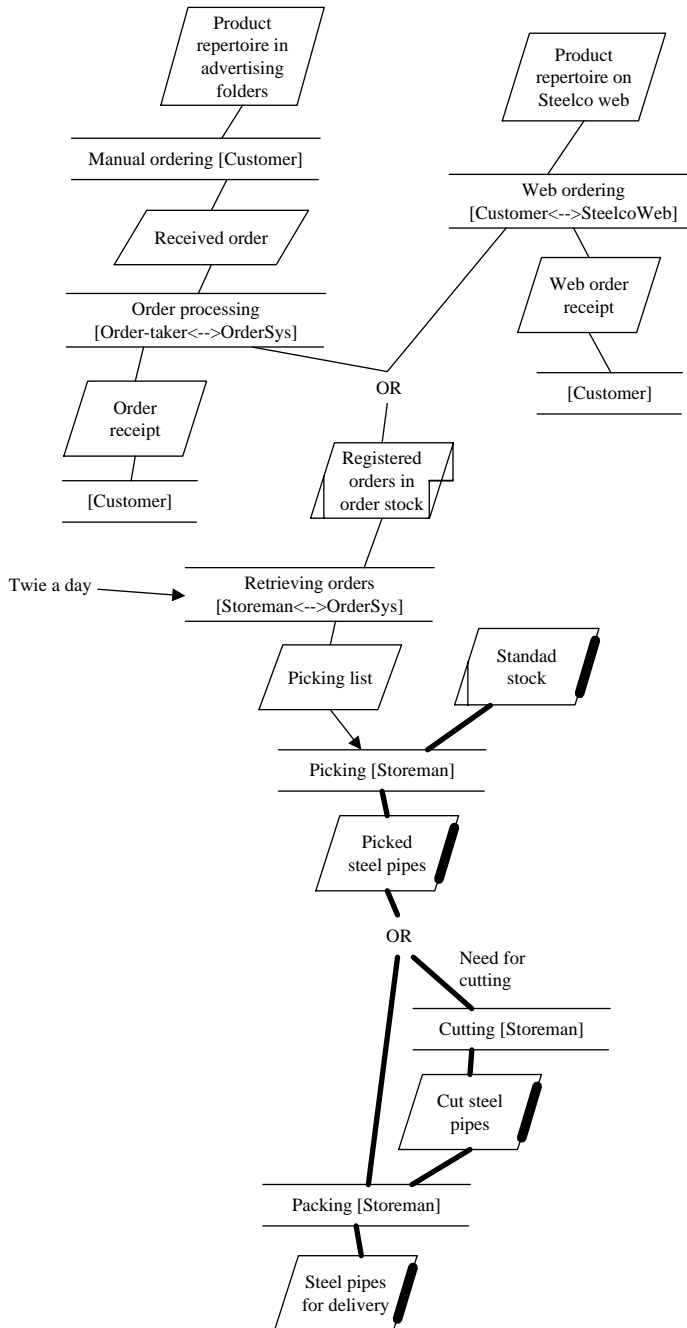 Product
repertoire in
advertising
folders
Product
repertoire on
Steelco web
Manual ordering [Customer]
Web ordering
[Customer<-->SteelcoWeb]
Received order
Order processing
[Order-taker<-->OrderSys]
Web order
receipt
OR
[Customer]
Order
receipt
Registered
orders in
order stock
[Customer]
Twie a day
Retrieving orders
[Storeman<-->OrderSys]
Standad
stock
Picking list
Picking [Storeman]
Picked
steel pipes
OR
Need for
cutting
Cutting [Storeman]
Cut steel
pipes
Packing [Storeman]
Steel pipes
for delivery